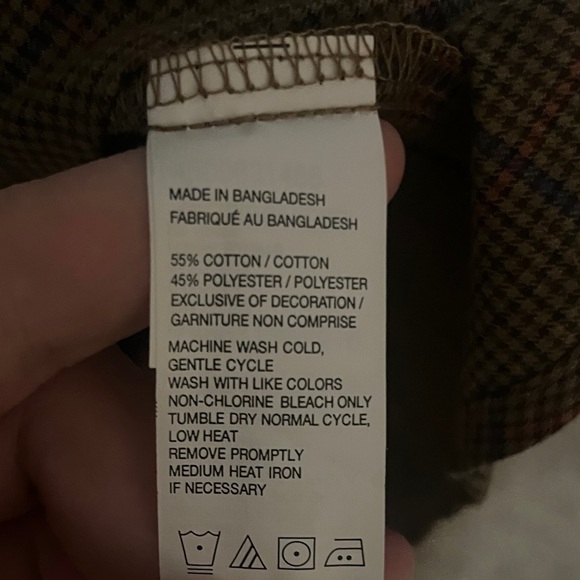 MADE IN BANGLADESH
FABRIQUÉ AU BANGLADESH
55% COTTON / COTTON
45% POLYESTER / POLYESTER
EXCLUSIVE OF DECORATION /
GARNITURE NON COMPRISE
MACHINE WASH COLD,
GENTLE CYCLE
WASH WITH LIKE COLORS
NON-CHLORINE BLEACH ONLY
TUMBLE DRY NORMAL CYCLE,
LOW HEAT
REMOVE PROMPTLY
MEDIUM HEAT IRON
IF NECESSARY